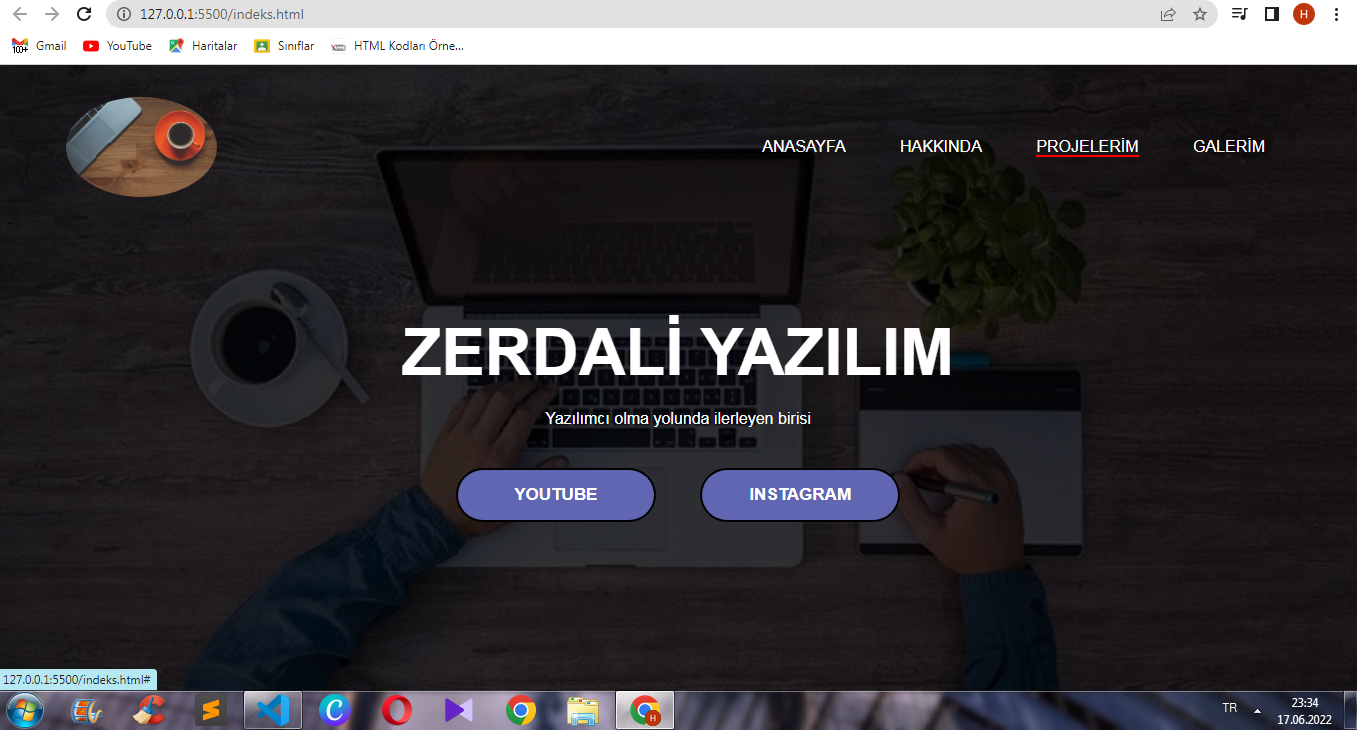 127.0.0.1:5500/indeks.html
H
100+ Gmail YouTube Haritalar Sınıflar HTML Kodları Örne...
ANASAYFA HAKKINDA PROJELERİM GALERİM
ZERDALİ YAZILIM
Yazılımcı olma yolunda ilerleyen birisi
YOUTUBE INSTAGRAM
127.0.0.1:5500/indeks.html#
H
TR
23:34
17.06.2022